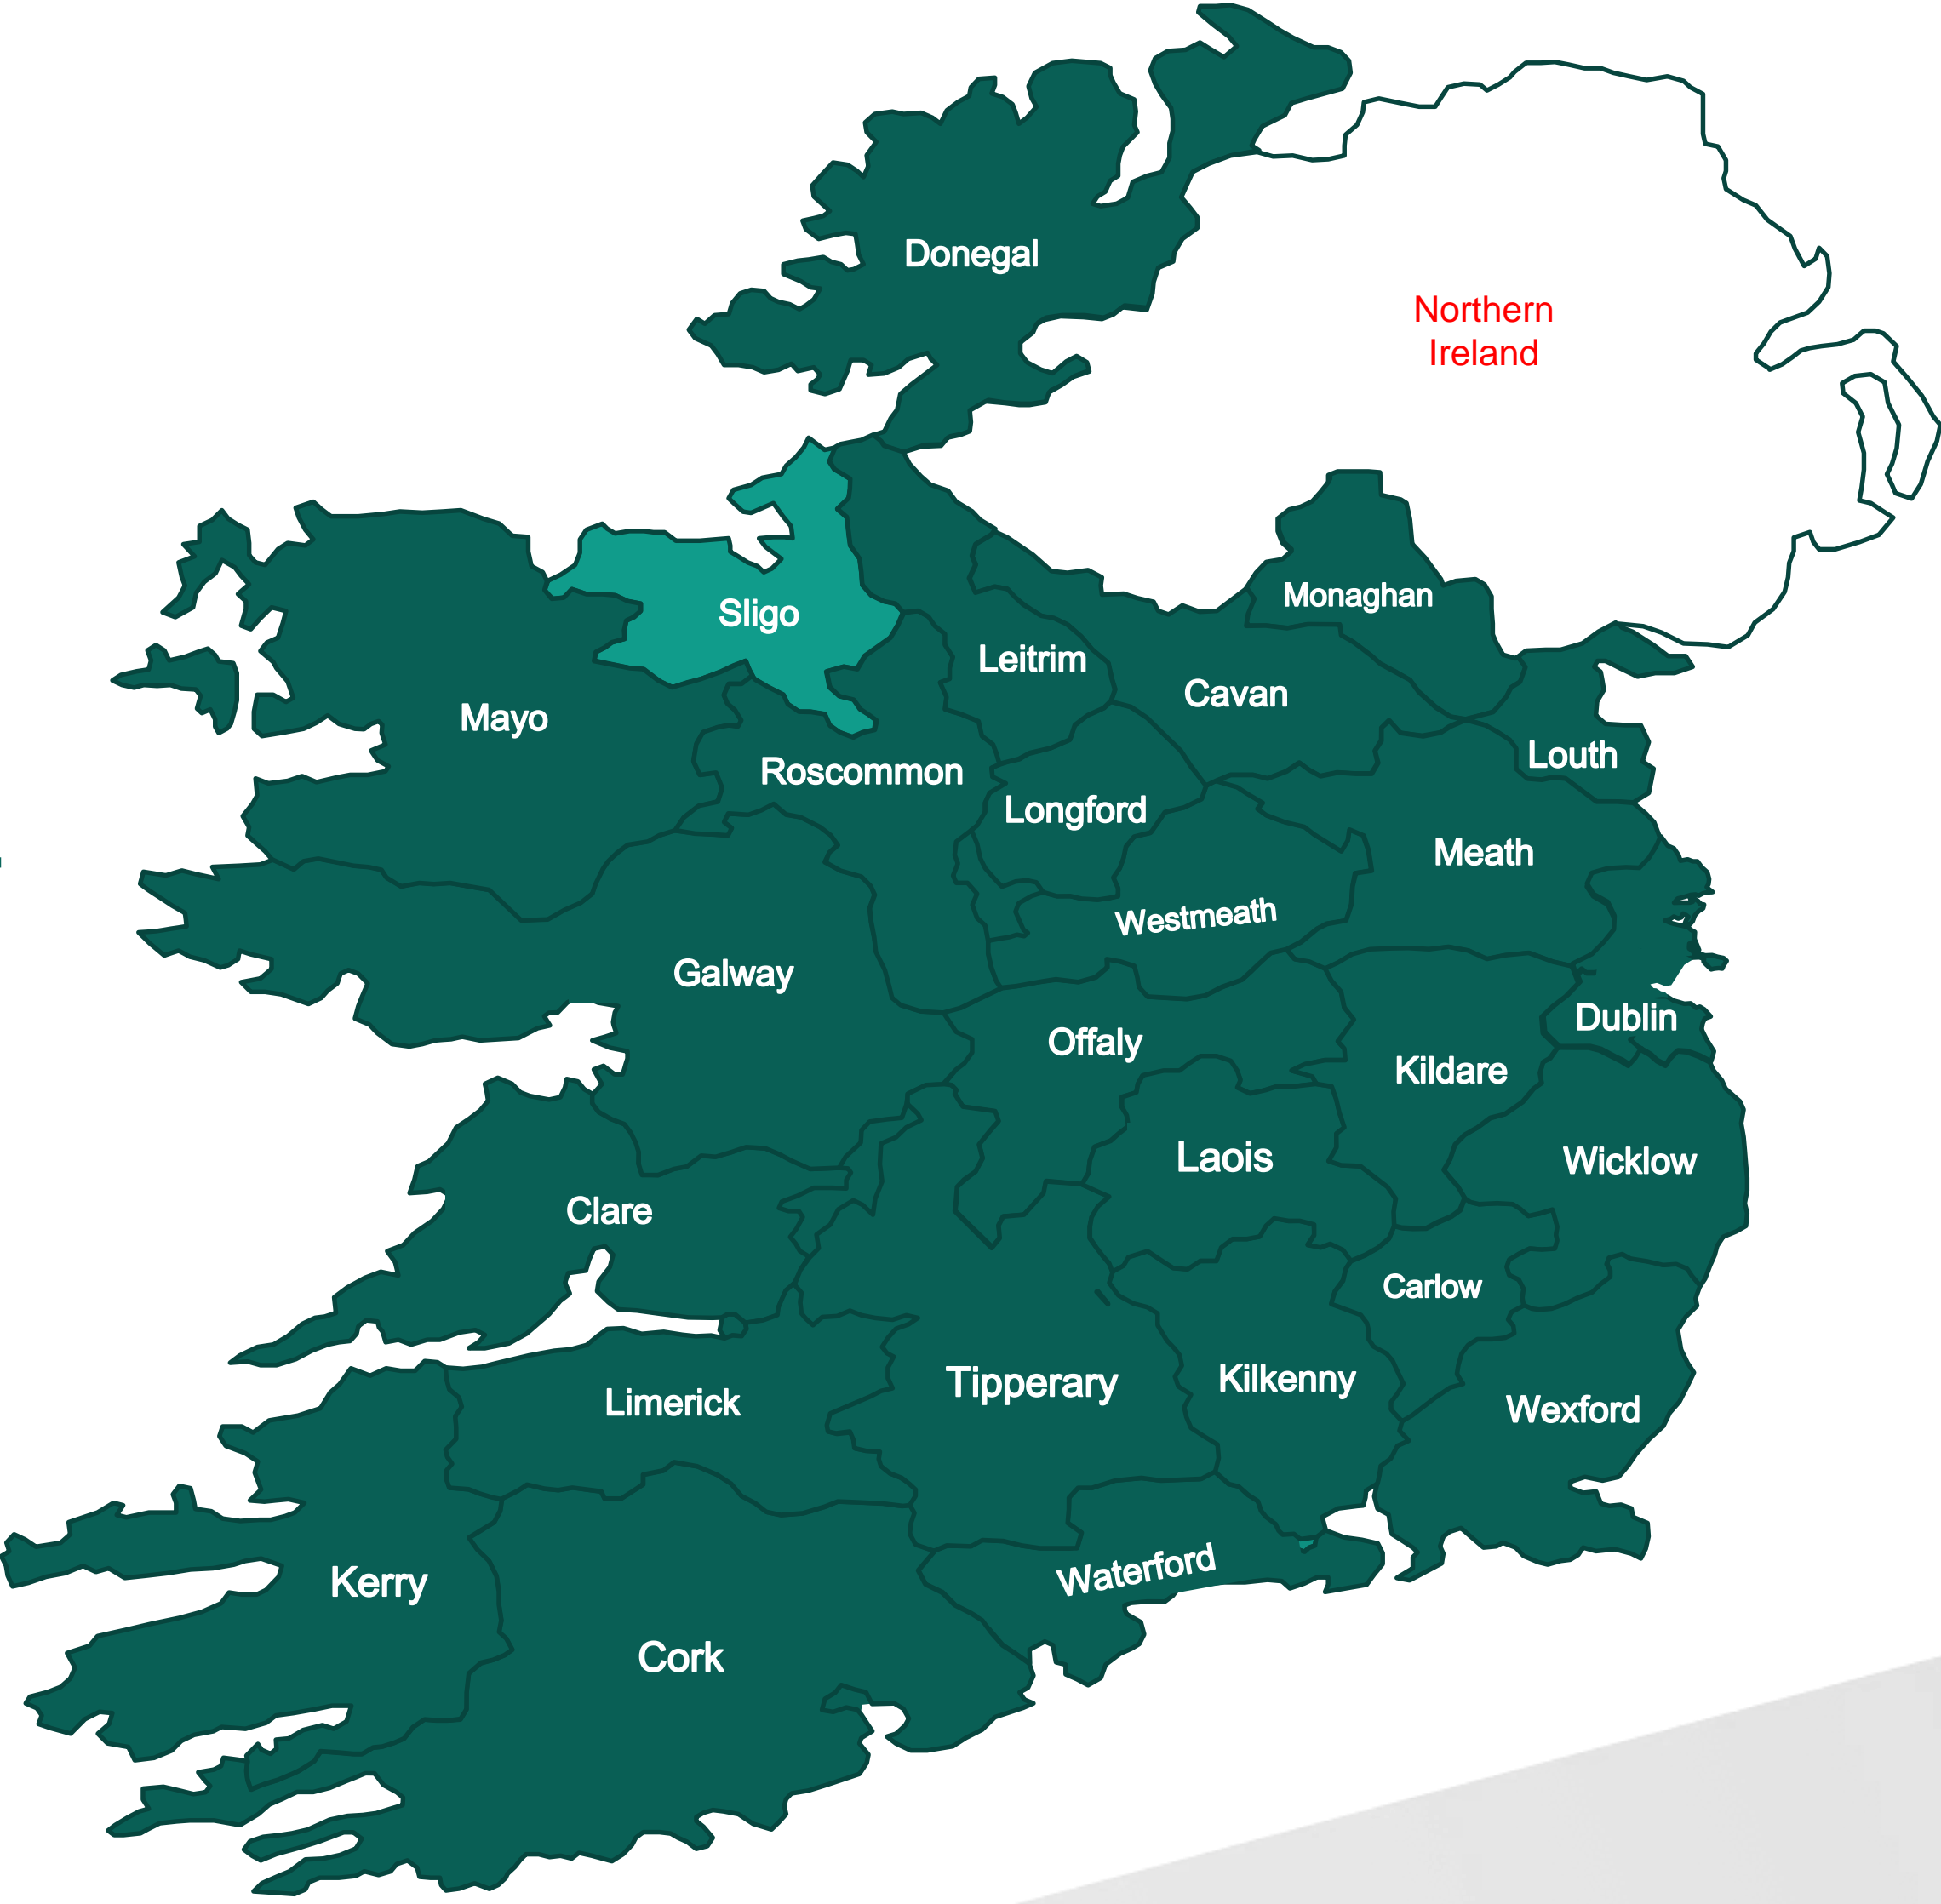 Donegal
Northern
Ireland
Monaghan
Sligo
Leitrim
Cavan
Mayo
Louth
Roscommon
Longford
Meath
Westmeath
Galway
Dublin
Offaly
Kildare
Laois
Wicklow
Clare
Carlow
Kilkenny
Tipperary
Limerick
Wexford
Waterford
Kerry
Cork